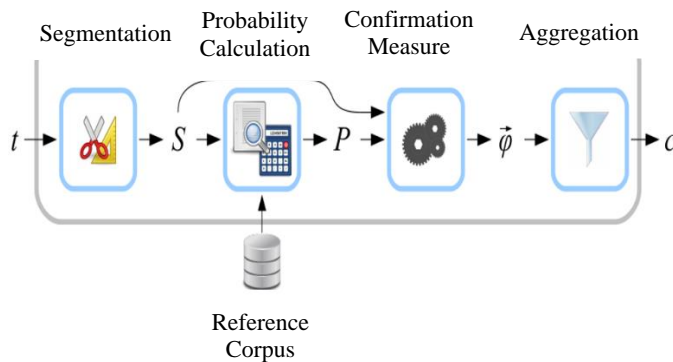 Segmentation
Probability
Calculation
Confirmation
Measure
Aggregation
t
S
P
φ⃗
c
Reference
Corpus